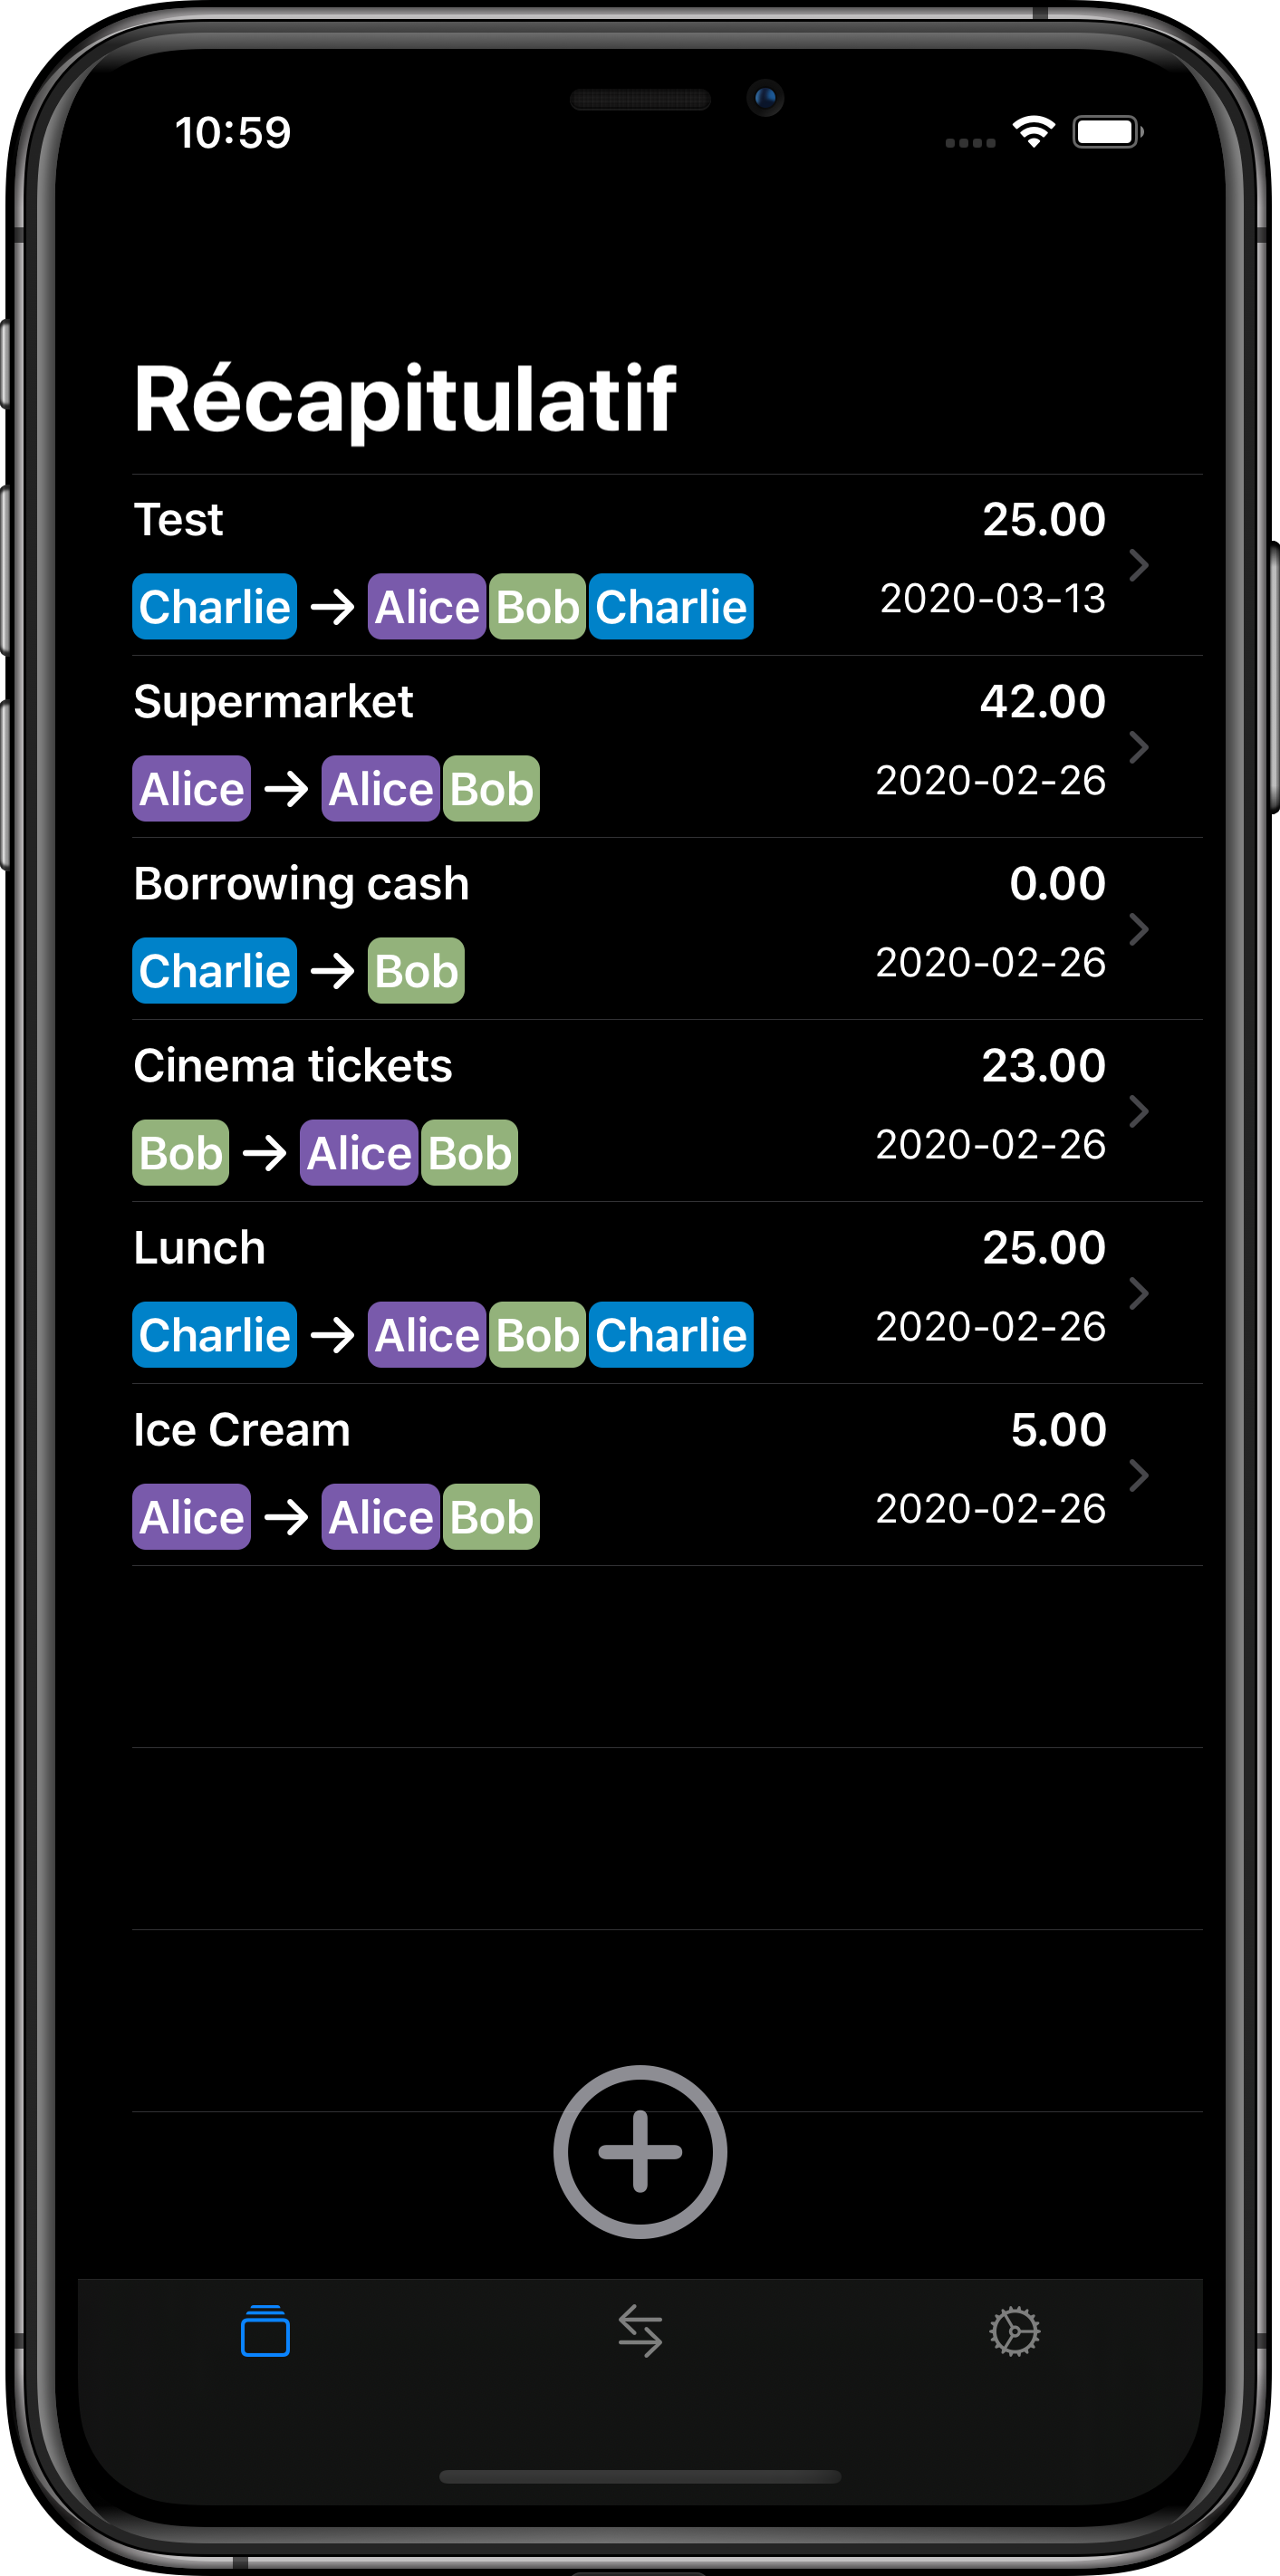 10:59
Récapitulatif
Test 25.00
Charlie → Alice Bob Charlie 2020-03-13
Supermarket 42.00
Alice → Alice Bob 2020-02-26
Borrowing cash 0.00
Charlie → Bob 2020-02-26
Cinema tickets 23.00
Bob → Alice Bob 2020-02-26
Lunch 25.00
Charlie → Alice Bob Charlie 2020-02-26
Ice Cream 5.00
Alice → Alice Bob 2020-02-26